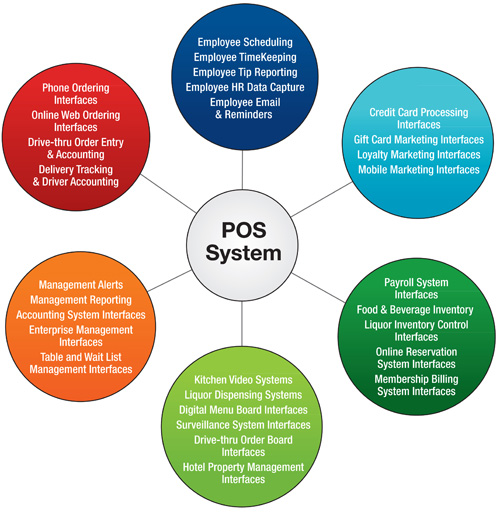 Employee Scheduling
Employee TimeKeeping
Employee Tip Reporting
Employee HR Data Capture
Employee Email
& Reminders
Phone Ordering
Interfaces
Online Web Ordering
Interfaces
Drive-thru Order Entry
& Accounting
Delivery Tracking
& Driver Accounting
Credit Card Processing
Interfaces
Gift Card Marketing Interfaces
Loyalty Marketing Interfaces
Mobile Marketing Interfaces
POS
System
Management Alerts
Management Reporting
Accounting System Interfaces
Enterprise Management
Interfaces
Table and Wait List
Management Interfaces
Payroll System
Interfaces
Food & Beverage Inventory
Liquor Inventory Control
Interfaces
Online Reservation
System Interfaces
Membership Billing
System Interfaces
Kitchen Video Systems
Liquor Dispensing Systems
Digital Menu Board Interfaces
Surveillance System Interfaces
Drive-thru Order Board
Interfaces
Hotel Property Management
Interfaces